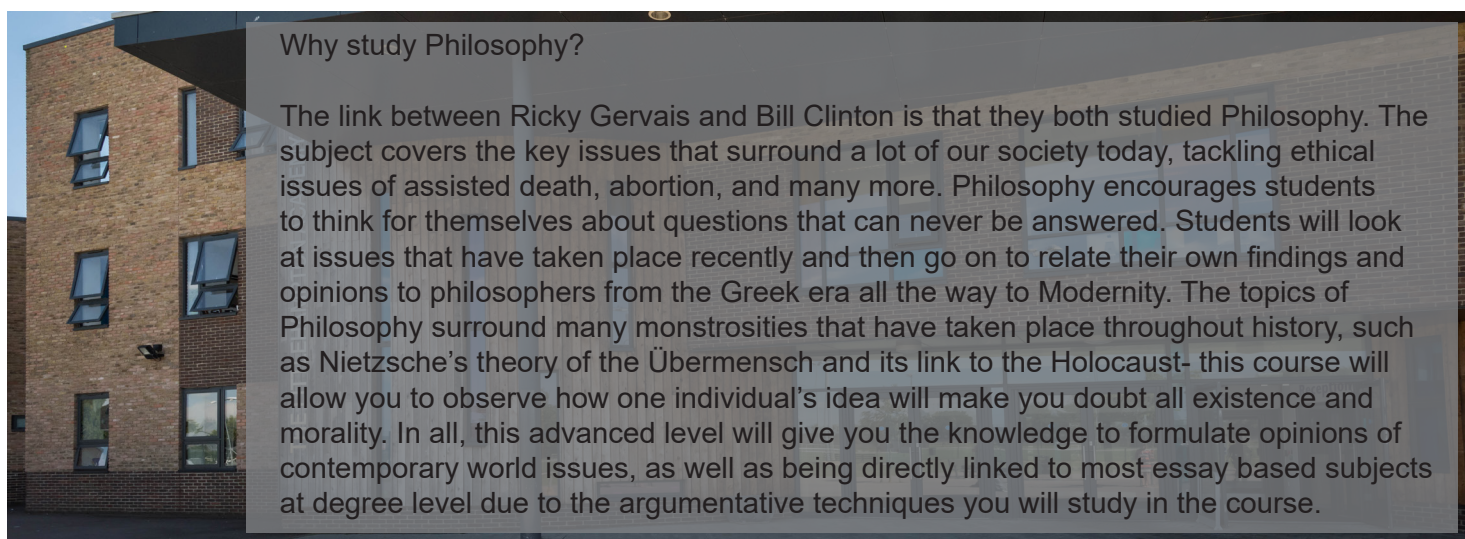 Why study Philosophy?
The link between Ricky Gervais and Bill Clinton is that they both studied Philosophy. The
subject covers the key issues that surround a lot of our society today, tackling ethical
issues of assisted death, abortion, and many more. Philosophy encourages students
to think for themselves about questions that can never be answered. Students will look
at issues that have taken place recently and then go on to relate their own findings and
opinions to philosophers from the Greek era all the way to Modernity. The topics of
Philosophy surround many monstrosities that have taken place throughout history, such
as Nietzsche's theory of the Übermensch and its link to the Holocaust- this course will
allow you to observe how one individual's idea will make you doubt all existence and
morality. In all, this advanced level will give you the knowledge to formulate opinions of
contemporary world issues, as well as being directly linked to most essay based subjects
at degree level due to the argumentative techniques you will study in the course.